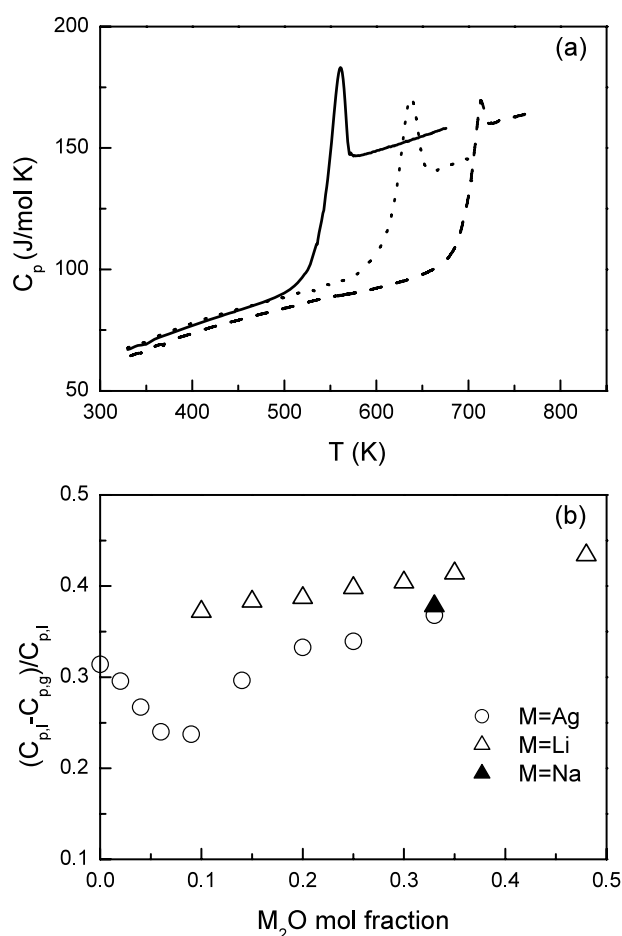 200
(a)
150
C_p (J/mol K)
100
50
300 400 500 600 700 800
T (K)
0.5
(b)
0.4
(C_p,l-C_p,g)/C_p,l
0.3
M=Ag
M=Li
0.2
M=Na
0.1
0.0 0.1 0.2 0.3 0.4 0.5
M₂O mol fraction